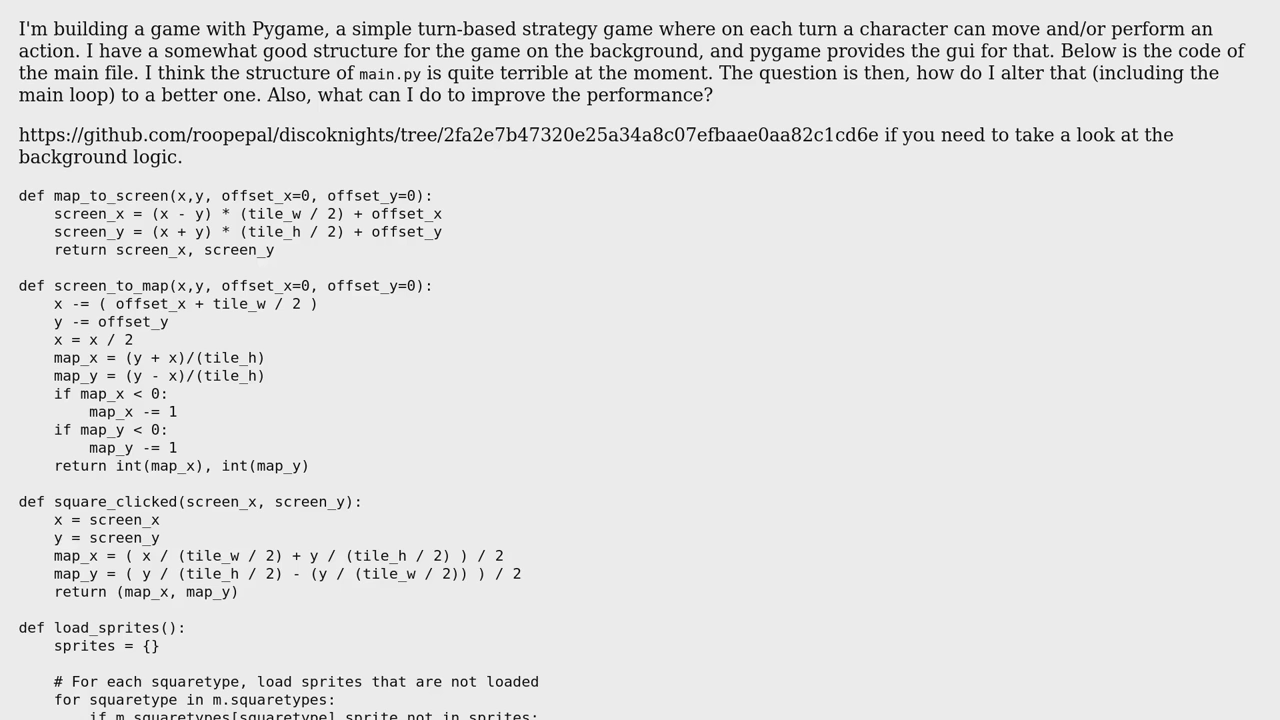 I'm building a game with Pygame, a simple turn-based strategy game where on each turn a character can move and/or perform an
action. I have a somewhat good structure for the game on the background, and pygame provides the gui for that. Below is the code of
the main file. I think the structure of main.py is quite terrible at the moment. The question is then, how do I alter that (including the
main loop) to a better one. Also, what can I do to improve the performance?
https://github.com/roopepal/discoknights/tree/2fa2e7b47320e25a34a8c07efbaae0aa82c1cd6e if you need to take a look at the
background logic.
def map_to_screen(x,y, offset_x=0, offset_y=0):
    screen_x = (x - y) * (tile_w / 2) + offset_x
    screen_y = (x + y) * (tile_h / 2) + offset_y
    return screen_x, screen_y
def screen_to_map(x,y, offset_x=0, offset_y=0):
    x -= ( offset_x + tile_w / 2 )
    y -= offset_y
    x = x / 2
    map_x = (y + x)/(tile_h)
    map_y = (y - x)/(tile_h)
    if map_x < 0:
        map_x -= 1
    if map_y < 0:
        map_y -= 1
    return int(map_x), int(map_y)
def square_clicked(screen_x, screen_y):
    x = screen_x
    y = screen_y
    map_x = ( x / (tile_w / 2) + y / (tile_h / 2) ) / 2
    map_y = ( y / (tile_h / 2) - (y / (tile_w / 2)) ) / 2
    return (map_x, map_y)
def load_sprites():
    sprites = {}
    # For each squaretype, load sprites that are not loaded
    for squaretype in m.squaretypes:
        if m.squaretypes[squaretype].sprite not in sprites: